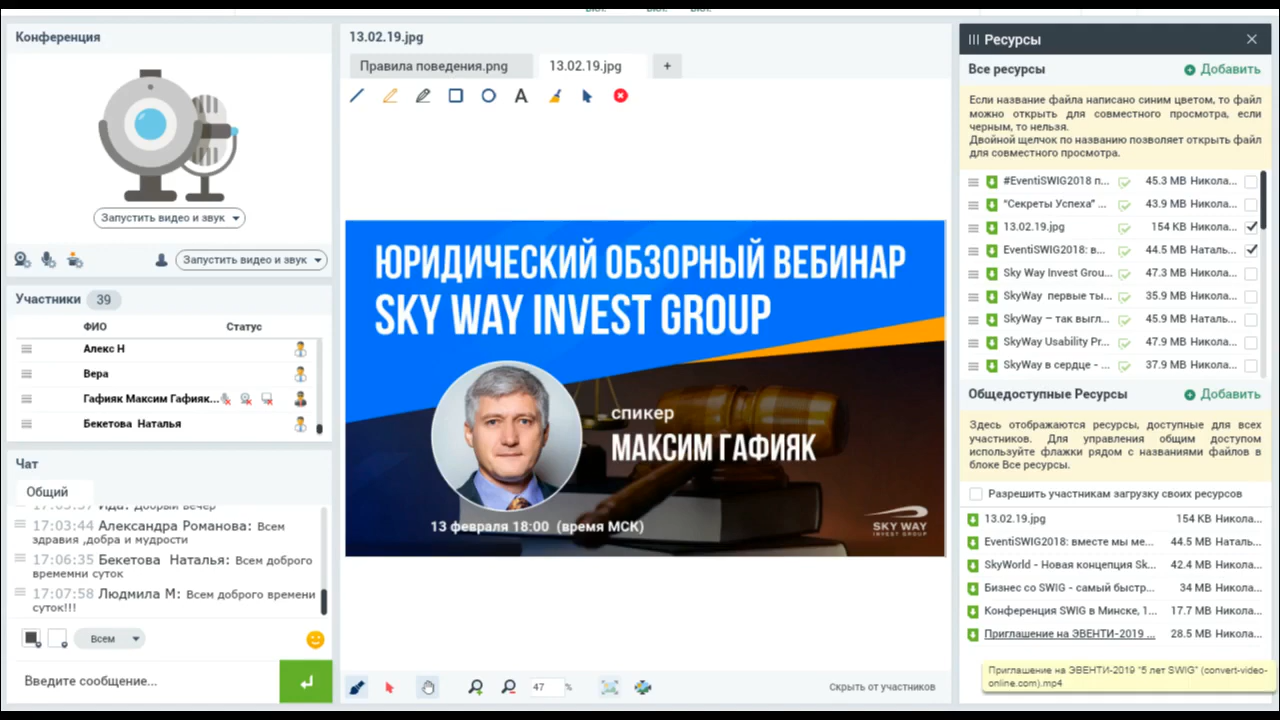 Конференция
Запустить видео и звук
Запустить видео и звук
Участники 39
ФИО Статус
Алекс Н
Вера
Гафияк Максим Гафияк...
Бекетова Наталья
Чат
Общий
17:03:44 Александра Романова: Всем
здравия ,добра и мудрости
17:06:35 Бекетова Наталья: Всем доброго
времемни суток
17:07:58 Людмила М: Всем доброго времени
суток!!!
Всем
Введите сообщение...
13.02.19.jpg
Правила поведения.png 13.02.19.jpg +
ЮРИДИЧЕСКИЙ ОБЗОРНЫЙ ВЕБИНАР
SKY WAY INVEST GROUP
спикер
МАКСИМ ГАФИЯК
13 февраля 18:00 (время МСК)
SKY WAY
INVEST GROUP
47 %
Скрыть от участников
Ресурсы
Все ресурсы Добавить
Если название файла написано синим цветом, то файл
можно открыть для совместного просмотра, если
черным, то нельзя.
Двойной щелчок по названию позволяет открыть файл
для совместного просмотра.
#EventiSWIG2018 п... 45.3 MB Никола...
"Секреты Успеха" ... 43.9 MB Никола...
13.02.19.jpg 154 KB Никола...
EventiSWIG2018: в... 44.5 MB Наталь...
Sky Way Invest Grou... 47.3 MB Никола...
SkyWay первые ты... 35.9 MB Никола...
SkyWay – так выгл... 45.9 MB Наталь...
SkyWay Usability Pr... 47.9 MB Никола...
SkyWay в сердце - ... 37.9 MB Никола...
Общедоступные Ресурсы Добавить
Здесь отображаются ресурсы, доступные для всех
участников. Для управления общим доступом
используйте флажки рядом с названиями файлов в
блоке Все ресурсы.
Разрешить участникам загрузку своих ресурсов
13.02.19.jpg 154 KB Никола...
EventiSWIG2018: вместе мы ме... 44.5 MB Наталь...
SkyWorld - Новая концепция Sk... 42.4 MB Никола...
Бизнес со SWIG - самый быстр... 34 MB Никола...
Конференция SWIG в Минске, 1... 17.7 MB Никола...
Приглашение на ЭВЕНТИ-2019 ... 28.5 MB Никола...
Приглашение на ЭВЕНТИ-2019 "5 лет SWIG" (convert-video-
online.com).mp4